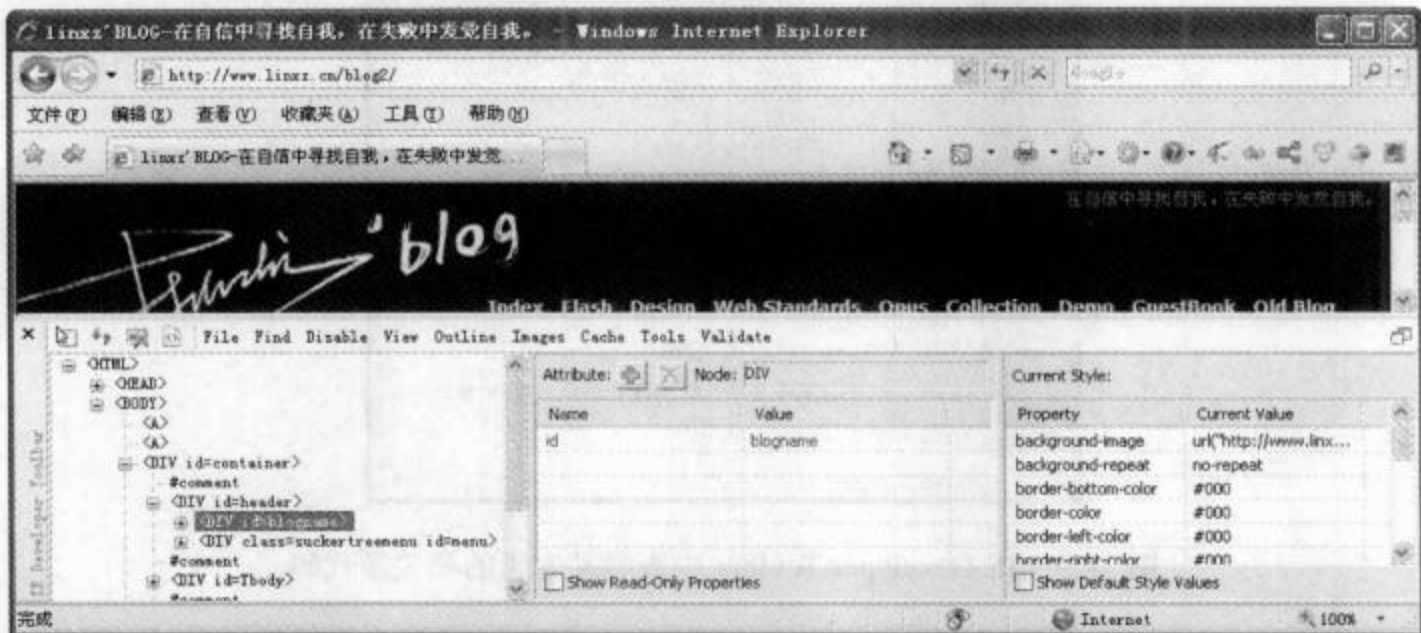 linxz'BLOG-在自信中寻找自我，在失败中发觉自我。 - Windows Internet Explorer
http://www.linxz.cn/blog2/
Google
文件(F) 编辑(E) 查看(V) 收藏夹(A) 工具(T) 帮助(H)
linxz'BLOG-在自信中寻找自我，在失败中发觉...
在自信中寻找自我，在失败中发觉自我。
'blog
Index Flash Design Web Standards Opus Collection Demo GuestBook Old Blog
File Find Disable View Outline Images Cache Tools Validate
IE Developer Toolbar
<HTML>
<HEAD>
<BODY>
<A>
<A>
<DIV id=container>
#comment
<DIV id=header>
<DIV id=blogname>
<DIV class=suckertreemenu id=menu>
#comment
<DIV id=Tbody>
#comment
Attribute: Node: DIV
Name Value
id blogname
Show Read-Only Properties
Current Style:
Property Current Value
background-image url("http://www.linx...
background-repeat no-repeat
border-bottom-color #000
border-color #000
border-left-color #000
border-right-color #000
Show Default Style Values
完成
Internet
100%